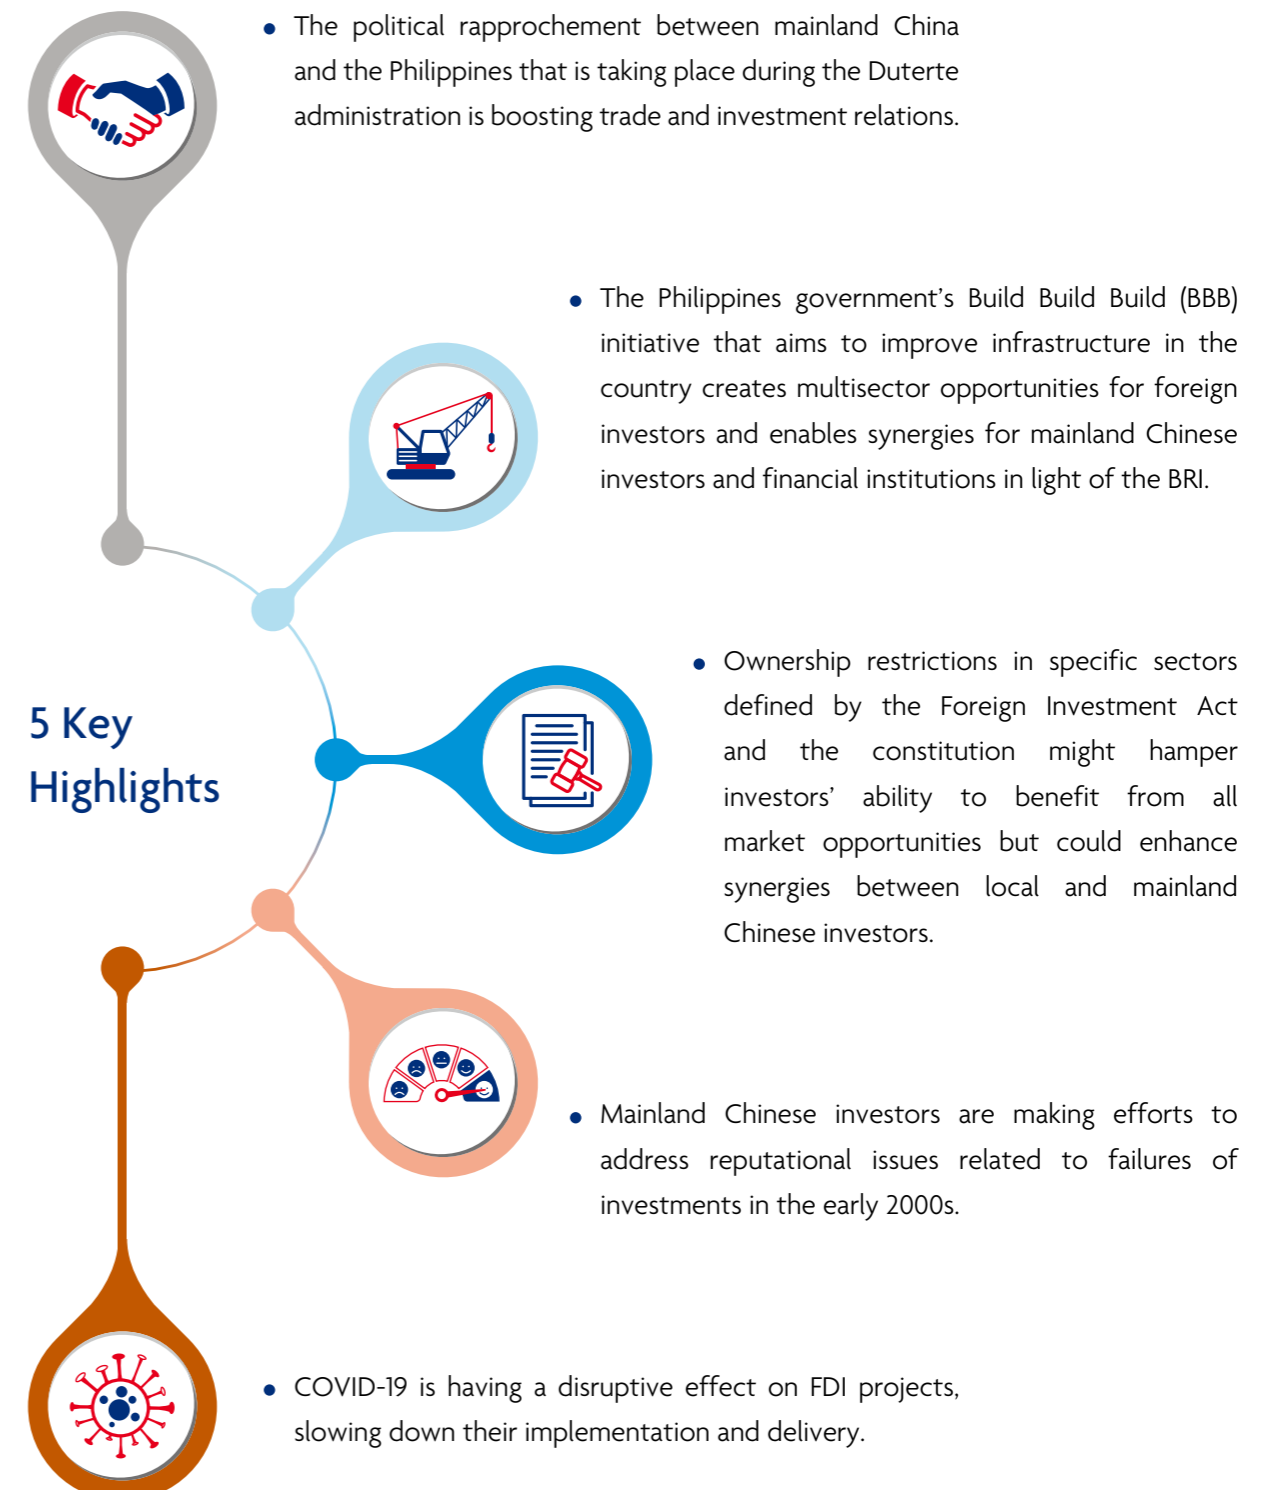 • The political rapprochement between mainland China
and the Philippines that is taking place during the Duterte
administration is boosting trade and investment relations.
• The Philippines government’s Build Build Build (BBB)
initiative that aims to improve infrastructure in the
country creates multisector opportunities for foreign
investors and enables synergies for mainland Chinese
investors and financial institutions in light of the BRI.
5 Key
Highlights
• Ownership restrictions in specific sectors
defined by the Foreign Investment Act
and the constitution might hamper
investors’ ability to benefit from all
market opportunities but could enhance
synergies between local and mainland
Chinese investors.
• Mainland Chinese investors are making efforts to
address reputational issues related to failures of
investments in the early 2000s.
• COVID-19 is having a disruptive effect on FDI projects,
slowing down their implementation and delivery.